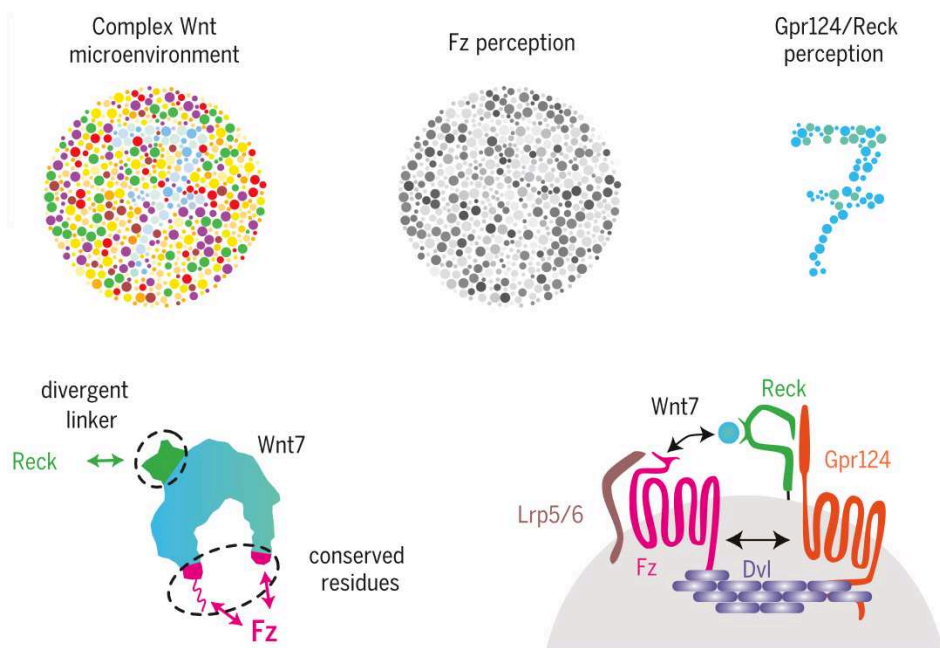 Complex Wnt
microenvironment
Fz perception
Gpr124/Reck
perception
divergent
linker
Reck
Wnt7
conserved
residues
Fz
Wnt7
Reck
Gpr124
Lrp5/6
Fz
Dvl